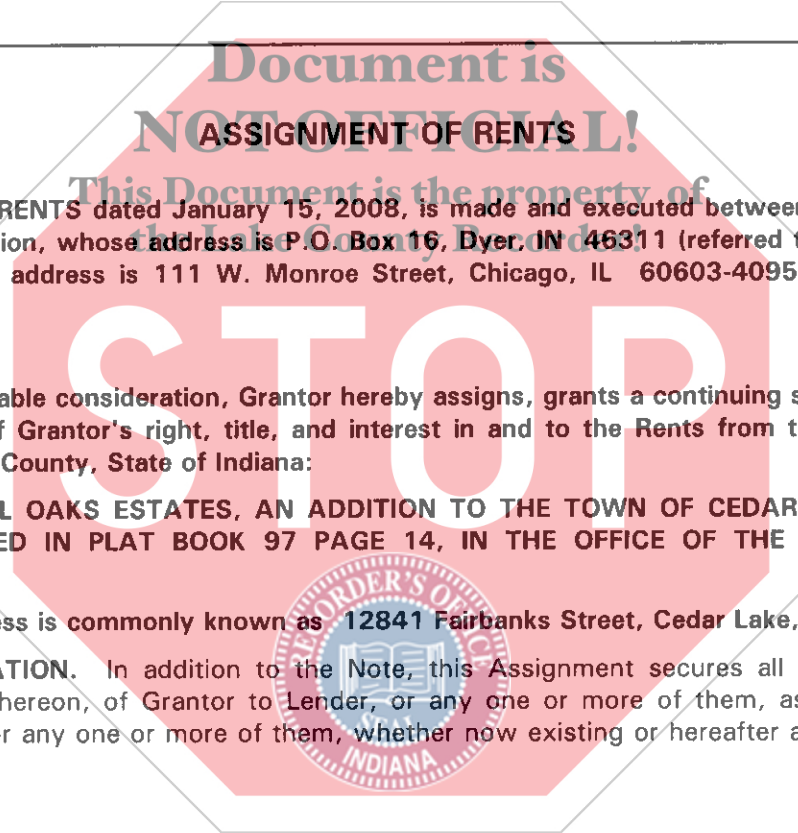 Document is
NOT OFFICIAL!
ASSIGNMENT OF RENTS
This Document is the property of
RENTS dated January 15, 2008, is made and executed between
the Lake County Recorder!
ion, whose address is P.O. Box 16, Dyer, IN 46311 (referred t
address is 111 W. Monroe Street, Chicago, IL 60603-4095
STOP
able consideration, Grantor hereby assigns, grants a continuing s
f Grantor's right, title, and interest in and to the Rents from t
County, State of Indiana:
L OAKS ESTATES, AN ADDITION TO THE TOWN OF CEDAR
ED IN PLAT BOOK 97 PAGE 14, IN THE OFFICE OF THE
RECORDER'S OFFICE
ess is commonly known as 12841 Fairbanks Street, Cedar Lake,
ATION. In addition to the Note, this Assignment secures all
hereon, of Grantor to Lender, or any one or more of them, as
SEAL
r any one or more of them, whether now existing or hereafter a
INDIANA